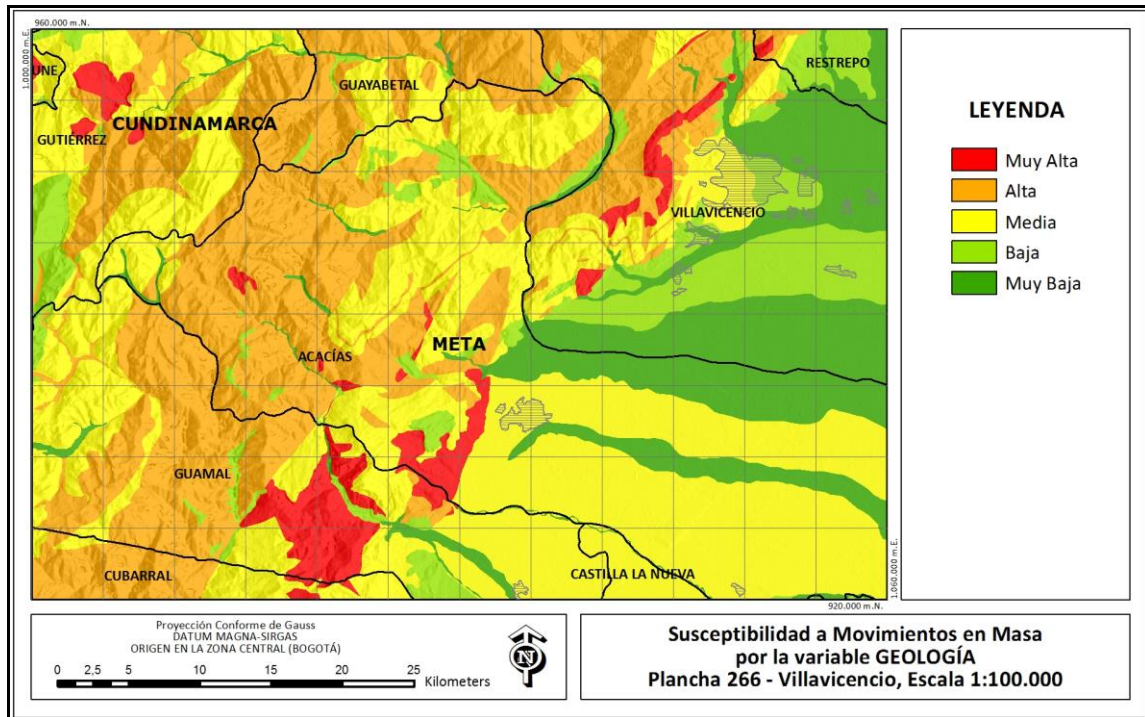 960.000 m.N.
1.000.000 m.E.
UNE
GUAYABETAL
RESTREPO
CUNDINAMARCA
GUTIÉRREZ
VILLAVICENCIO
META
ACACÍAS
GUAMAL
CUBARRAL
CASTILLA LA NUEVA
1.060.000 m.E.
920.000 m.N.
LEYENDA
Muy Alta
Alta
Media
Baja
Muy Baja
Proyección Conforme de Gauss
DATUM MAGNA-SIRGAS
ORIGEN EN LA ZONA CENTRAL (BOGOTÁ)
0 2,5 5 10 15 20 25
Kilometers
N
Susceptibilidad a Movimientos en Masa
por la variable GEOLOGÍA
Plancha 266 - Villavicencio, Escala 1:100.000